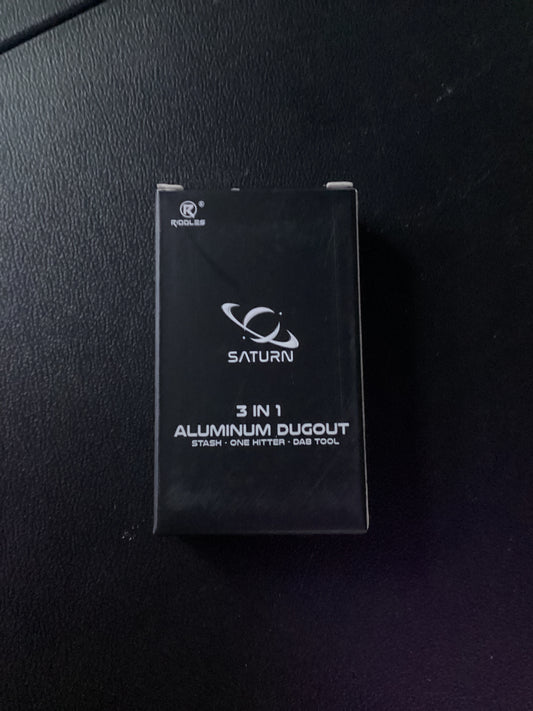 R ®
RIDDLES
SATURN
3 IN 1
ALUMINUM DUGOUT
STASH · ONE HITTER · DAB TOOL